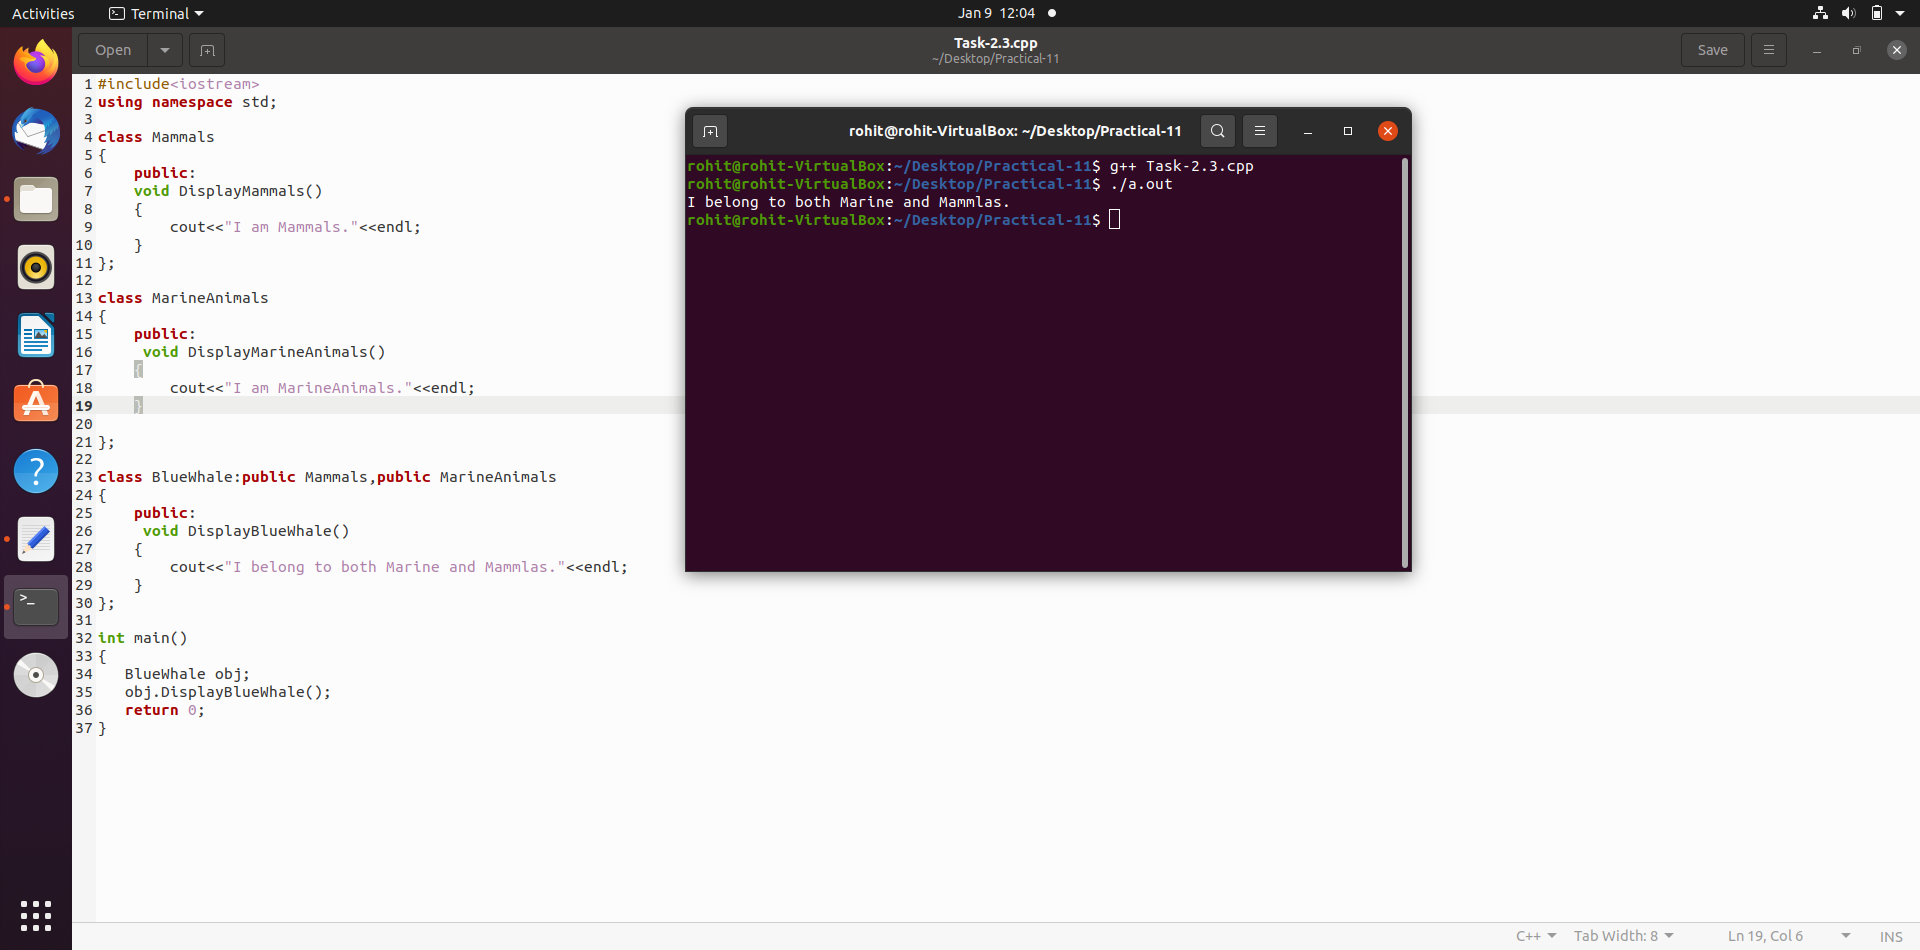 Activities
Terminal
Jan 9 12:04
Open
Task-2.3.cpp
~/Desktop/Practical-11
Save
1 #include<iostream>
2 using namespace std;
3
4 class Mammals
5 {
6     public:
7     void DisplayMammals()
8     {
9         cout<<"I am Mammals."<<endl;
10     }
11 };
12
13 class MarineAnimals
14 {
15     public:
16      void DisplayMarineAnimals()
17     {
18         cout<<"I am MarineAnimals."<<endl;
19     }
20
21 };
22
23 class BlueWhale:public Mammals,public MarineAnimals
24 {
25     public:
26      void DisplayBlueWhale()
27     {
28         cout<<"I belong to both Marine and Mammlas."<<endl;
29     }
30 };
31
32 int main()
33 {
34    BlueWhale obj;
35    obj.DisplayBlueWhale();
36    return 0;
37 }
rohit@rohit-VirtualBox: ~/Desktop/Practical-11
rohit@rohit-VirtualBox:~/Desktop/Practical-11$ g++ Task-2.3.cpp
rohit@rohit-VirtualBox:~/Desktop/Practical-11$ ./a.out
I belong to both Marine and Mammlas.
rohit@rohit-VirtualBox:~/Desktop/Practical-11$
C++
Tab Width: 8
Ln 19, Col 6
INS